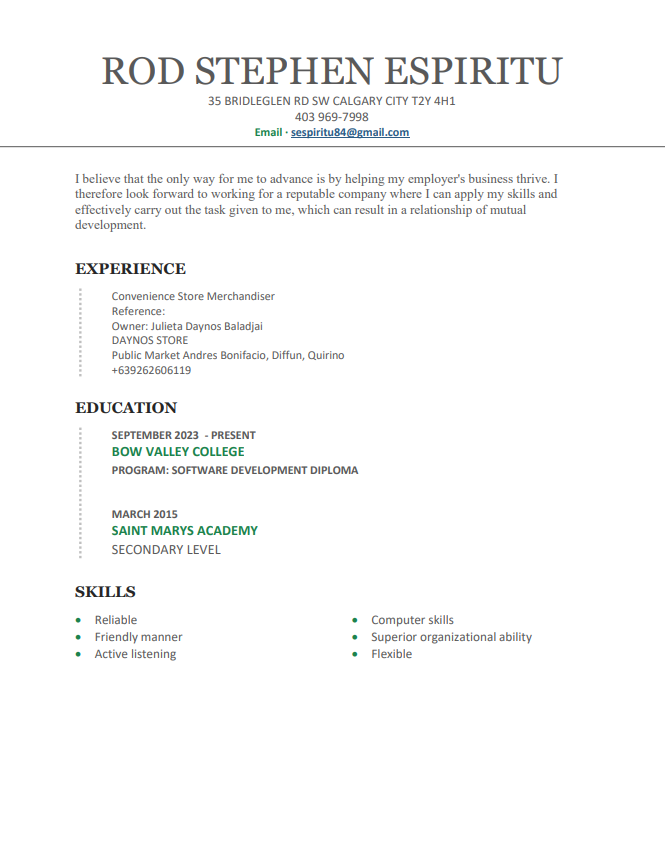 ROD STEPHEN ESPIRITU
35 BRIDLEGLEN RD SW CALGARY CITY T2Y 4H1
403 969-7998
Email · sespiritu84@gmail.com
I believe that the only way for me to advance is by helping my employer's business thrive. I
therefore look forward to working for a reputable company where I can apply my skills and
effectively carry out the task given to me, which can result in a relationship of mutual
development.
EXPERIENCE
Convenience Store Merchandiser
Reference:
Owner: Julieta Daynos Baladjai
DAYNOS STORE
Public Market Andres Bonifacio, Diffun, Quirino
+639262606119
EDUCATION
SEPTEMBER 2023 - PRESENT
BOW VALLEY COLLEGE
PROGRAM: SOFTWARE DEVELOPMENT DIPLOMA
MARCH 2015
SAINT MARYS ACADEMY
SECONDARY LEVEL
SKILLS
• Reliable
• Friendly manner
• Active listening
• Computer skills
• Superior organizational ability
• Flexible